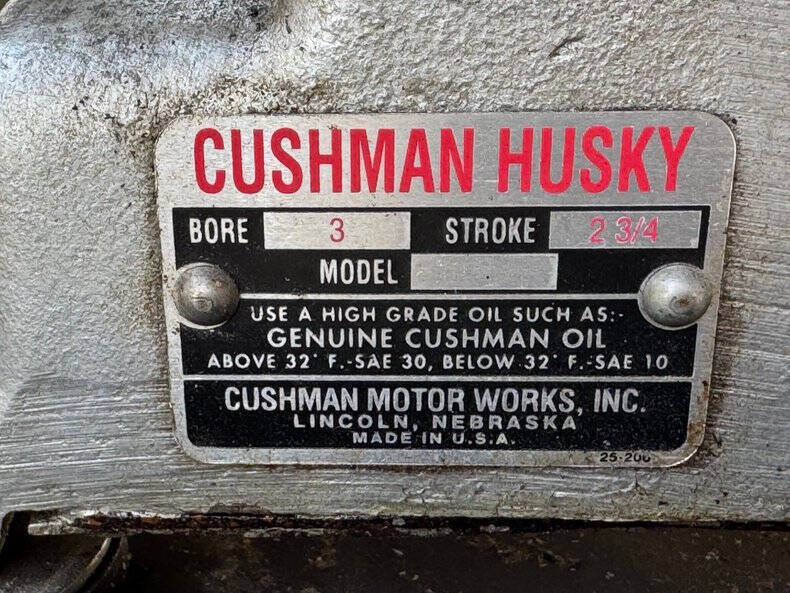 CUSHMAN HUSKY
BORE 3 STROKE 2 3/4
MODEL
USE A HIGH GRADE OIL SUCH AS:-
GENUINE CUSHMAN OIL
ABOVE 32° F.-SAE 30, BELOW 32° F.-SAE 10
CUSHMAN MOTOR WORKS, INC.
LINCOLN, NEBRASKA
MADE IN U.S.A.